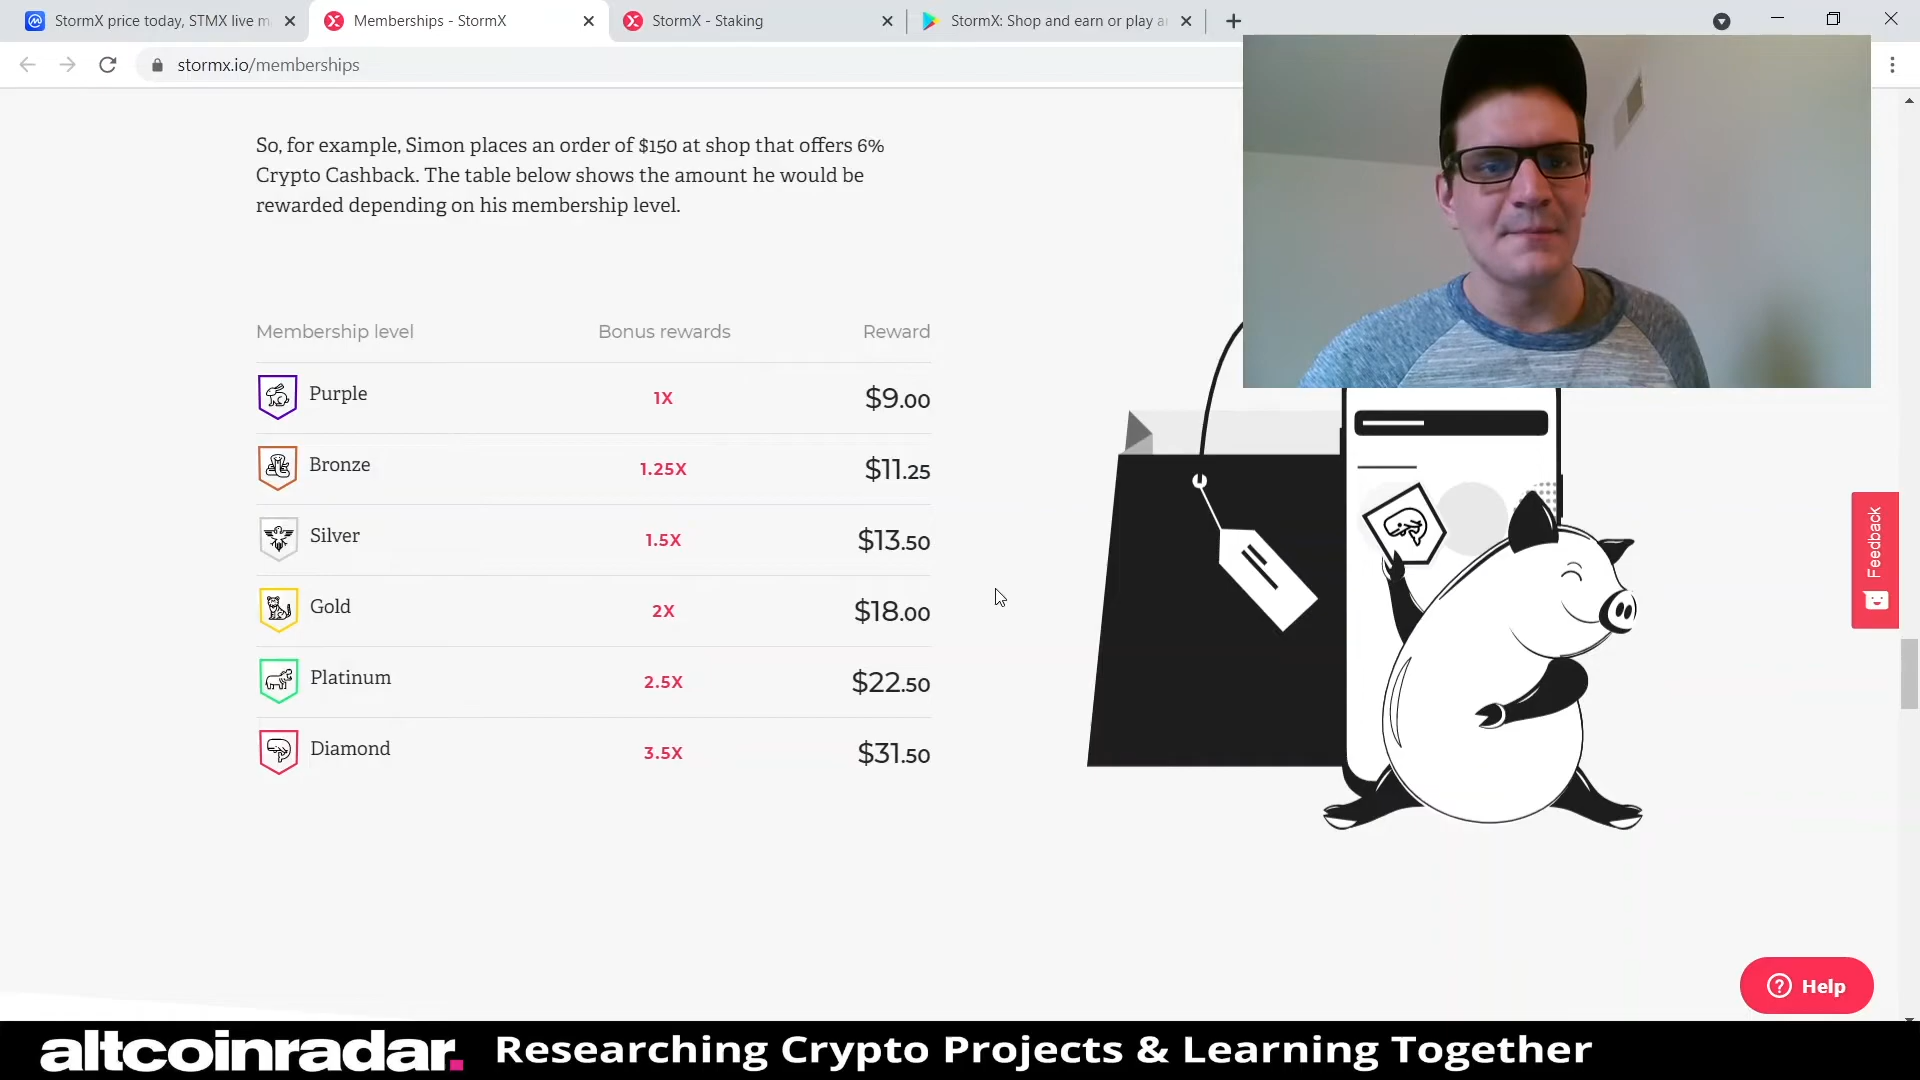 StormX price today, STMX live m
Memberships - StormX
StormX - Staking
StormX: Shop and earn or play a
stormx.io/memberships
So, for example, Simon places an order of $150 at shop that offers 6%
Crypto Cashback. The table below shows the amount he would be
rewarded depending on his membership level.
Membership level Bonus rewards Reward
Purple 1X $9.00
Bronze 1.25X $11.25
Silver 1.5X $13.50
Gold 2X $18.00
Platinum 2.5X $22.50
Diamond 3.5X $31.50
Feedback
Help
altcoinradar. Researching Crypto Projects & Learning Together